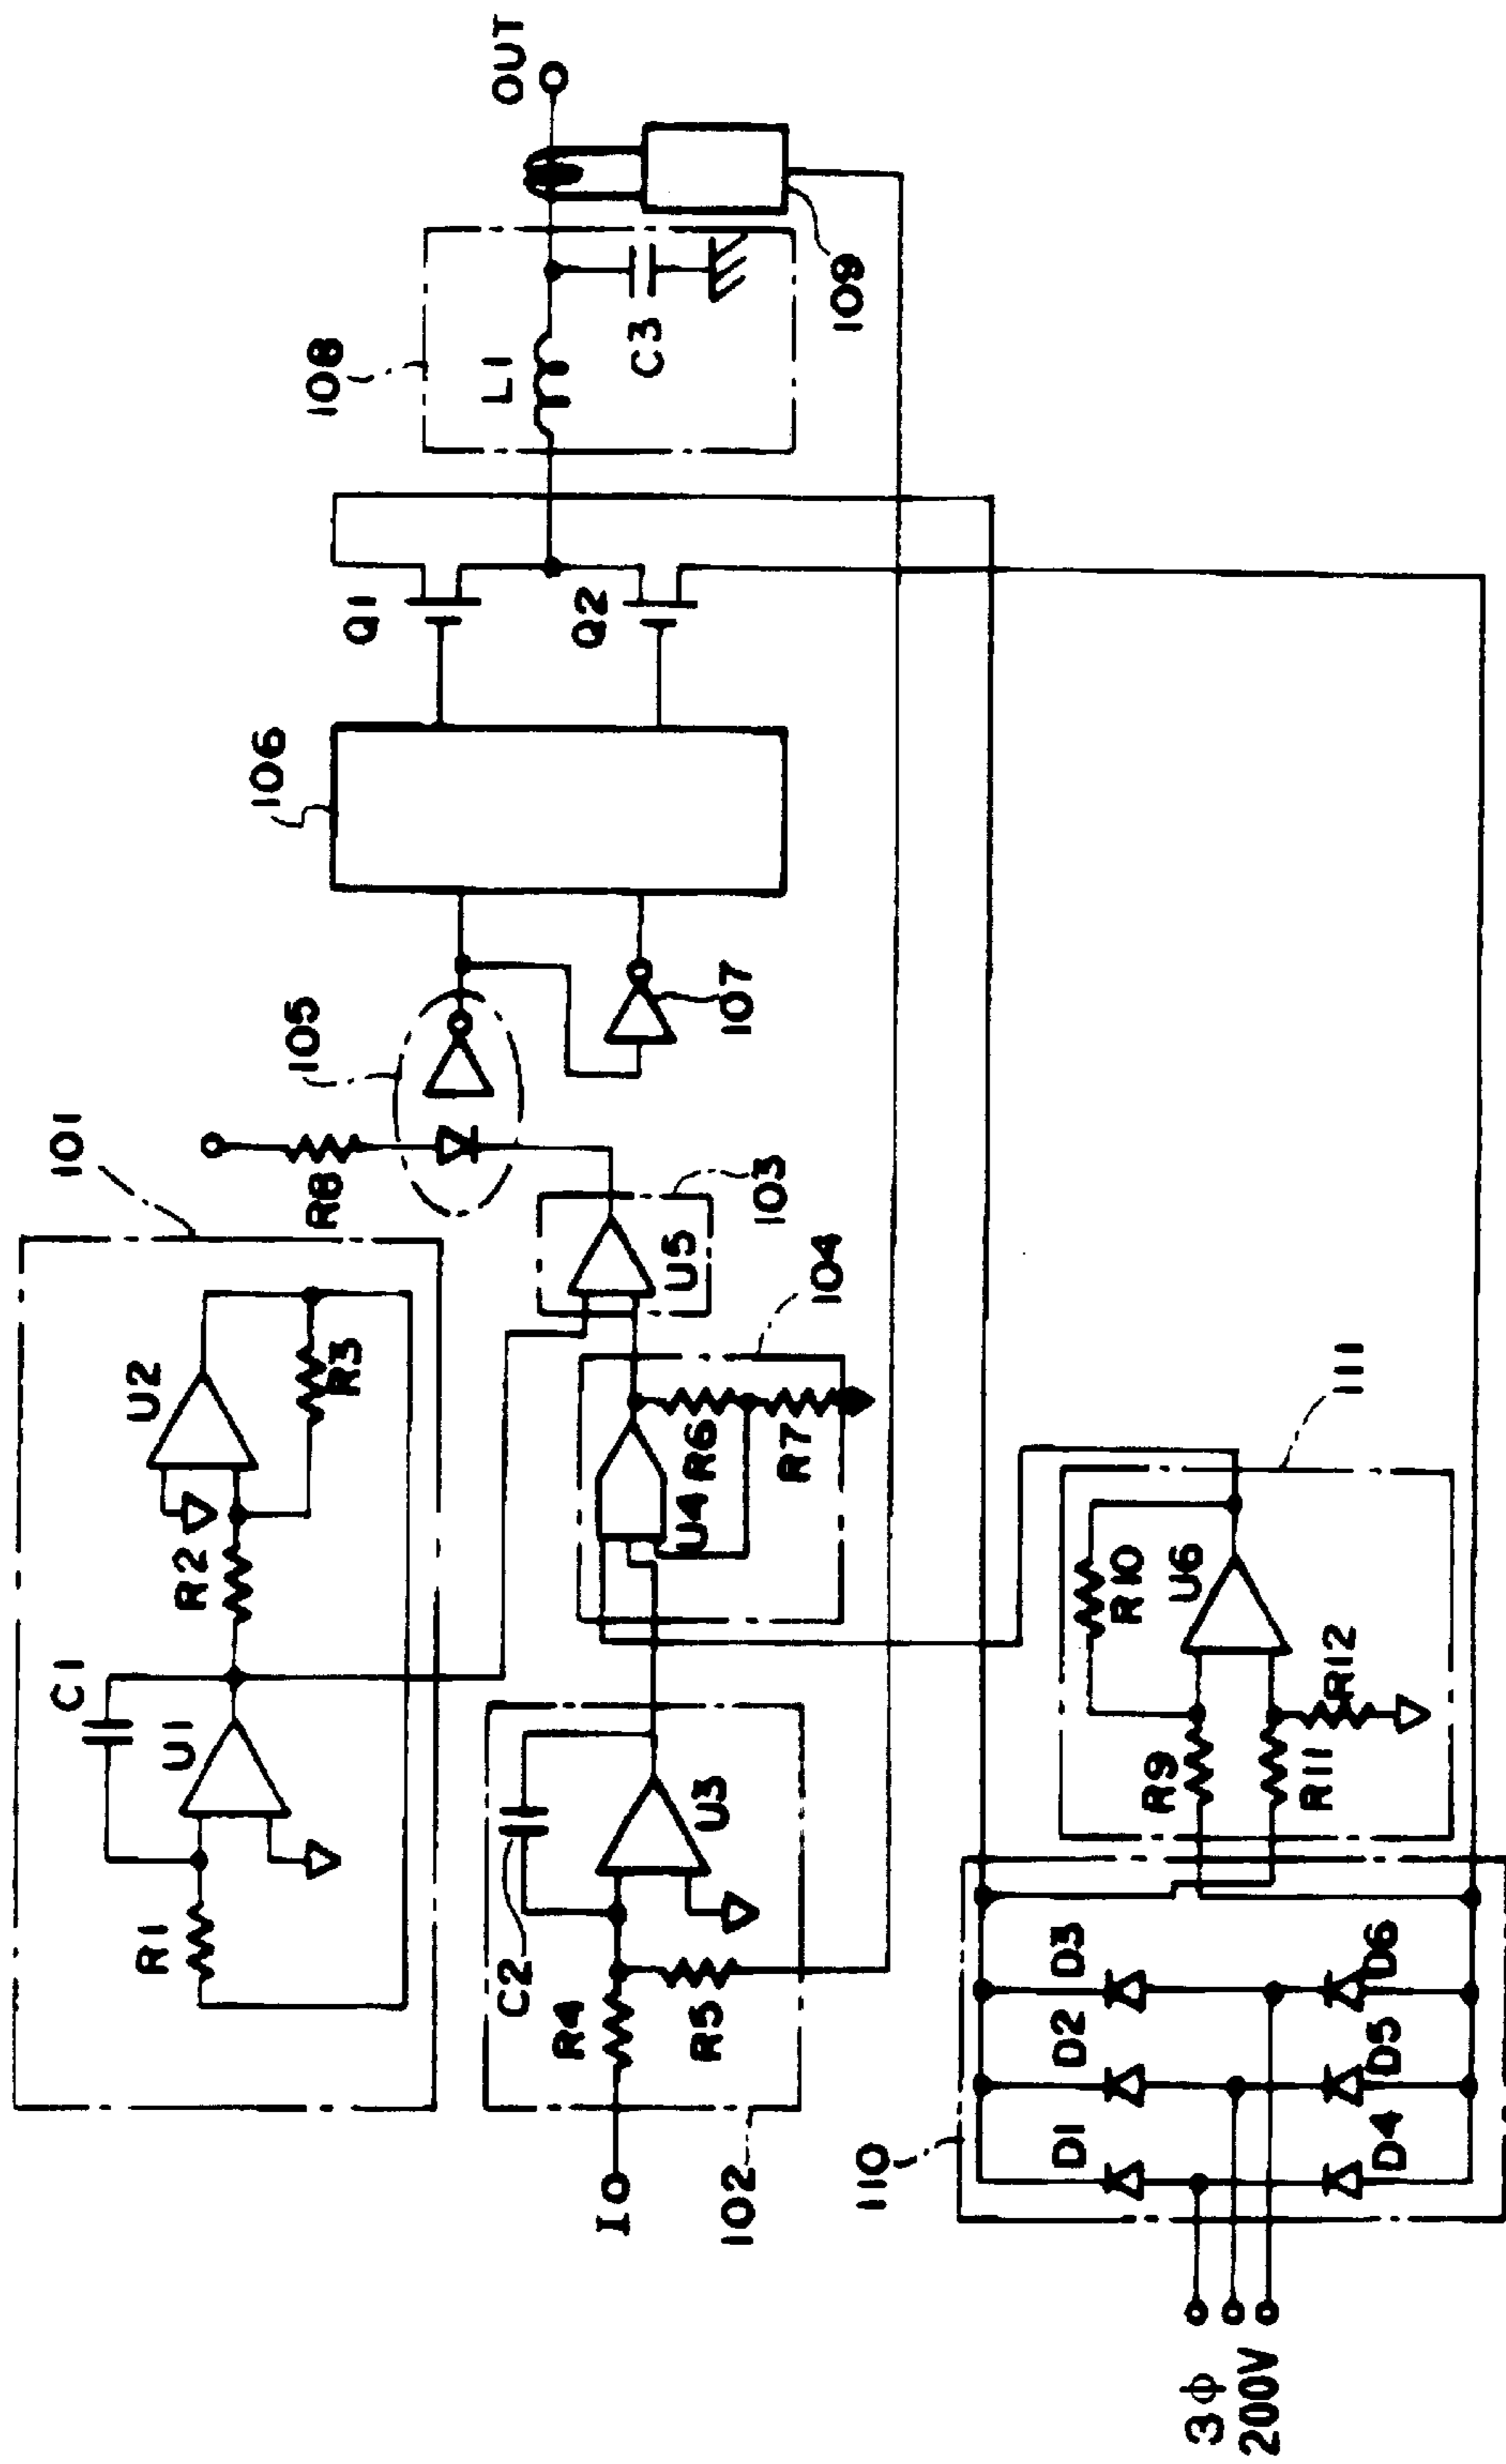 101
C1
U1
R1
R2
U2
R3
R8
105
106
Q1
Q2
107
108
L1
C3
OUT
109
103
U5
104
U4
R6
R7
C2
U3
R4
R5
I
102
111
R10
U6
R9
R11
R12
110
D1
D2
D3
D4
D5
D6
3φ
200V